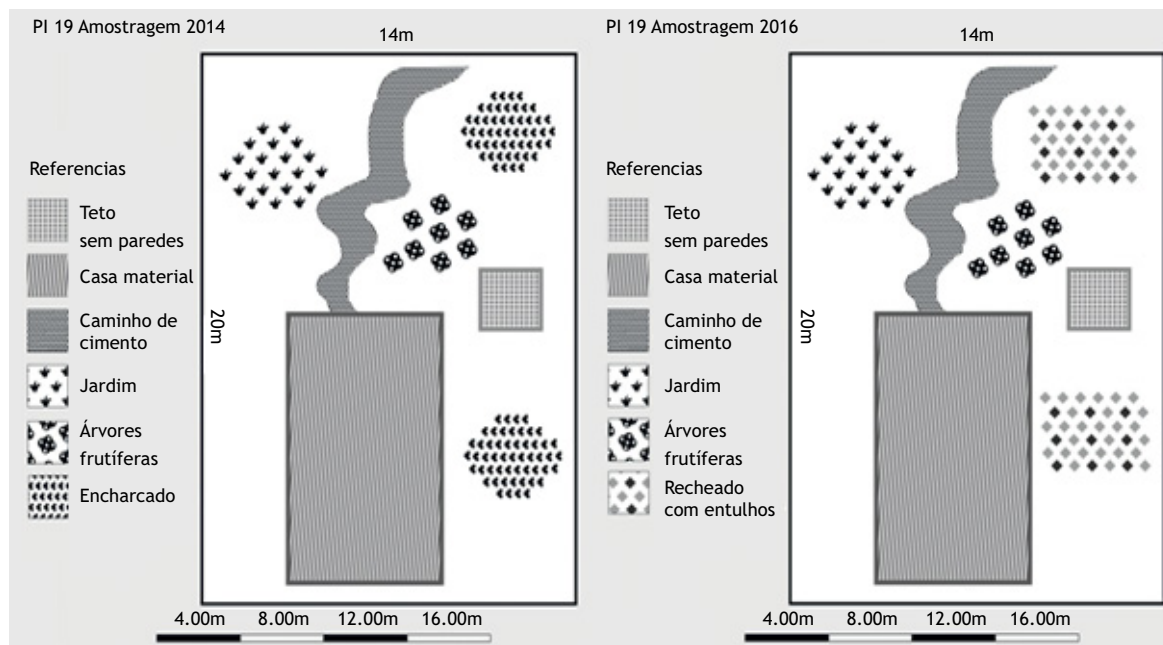 PI 19 Amostragem 2014
14m
Referencias
Teto
sem paredes
Casa material
Caminho de
cimento
Jardim
Árvores
frutíferas
Encharcado
20m
4.00m 8.00m 12.00m 16.00m
PI 19 Amostragem 2016
14m
Referencias
Teto
sem paredes
Casa material
Caminho de
cimento
Jardim
Árvores
frutíferas
Recheado
com entulhos
20m
4.00m 8.00m 12.00m 16.00m